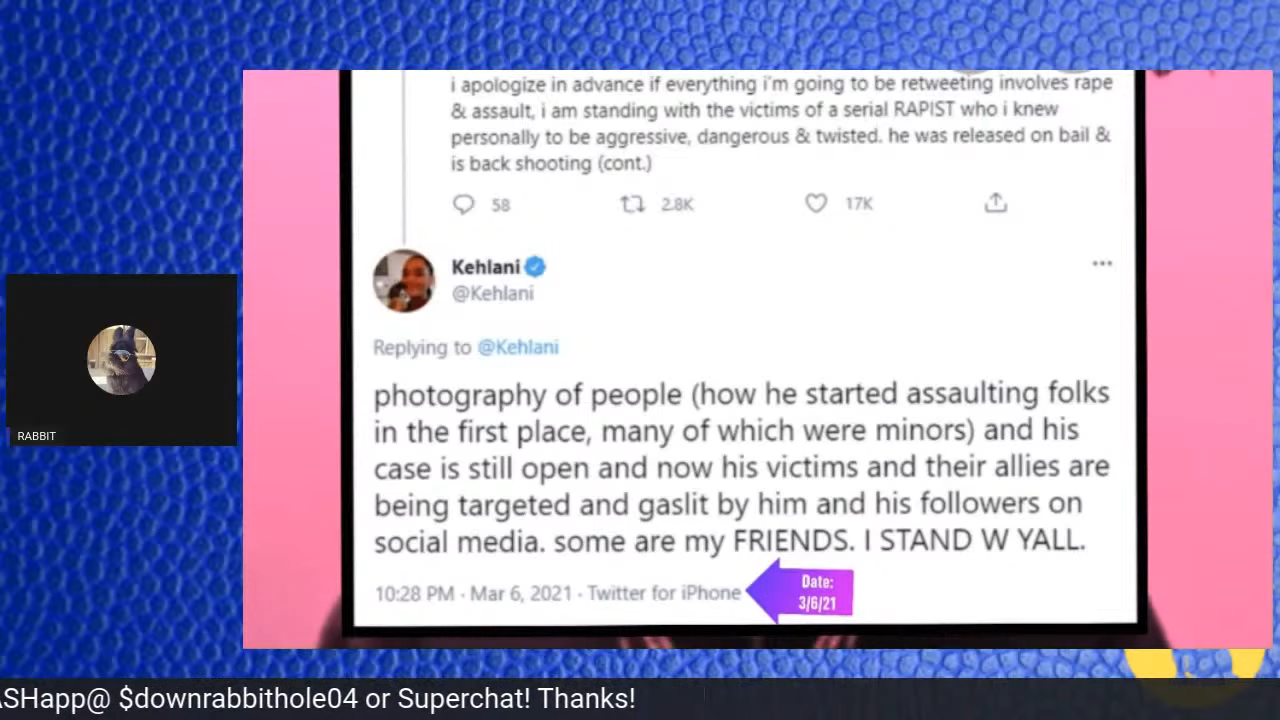 i apologize in advance if everything i'm going to be retweeting involves rape
& assault, i am standing with the victims of a serial RAPIST who i knew
personally to be aggressive, dangerous & twisted. he was released on bail &
is back shooting (cont.)
58
2.8K
17K
Kehlani
@Kehlani
Replying to @Kehlani
photography of people (how he started assaulting folks
in the first place, many of which were minors) and his
case is still open and now his victims and their allies are
being targeted and gaslit by him and his followers on
social media. some are my FRIENDS. I STAND W YALL.
10:28 PM · Mar 6, 2021 · Twitter for iPhone
Date:
3/6/21
RABBIT
ASHapp@ $downrabbithole04 or Superchat! Thanks!